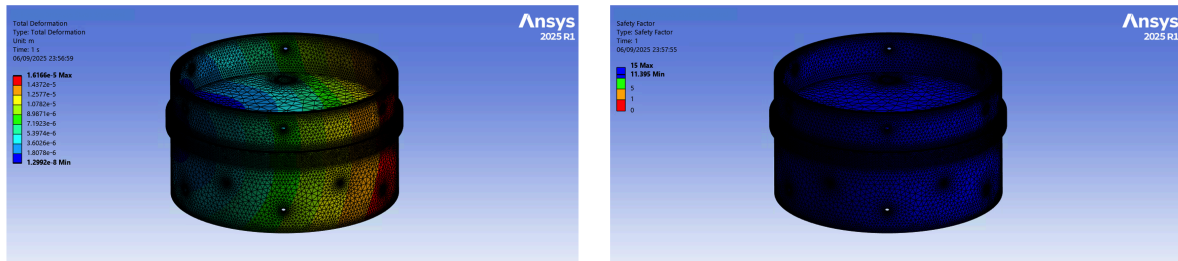 Total Deformation
Type: Total Deformation
Unit: m
Time: 1 s
06/09/2025 23:56:59
1.6166e-5 Max
1.4372e-5
1.2577e-5
1.0782e-5
8.9871e-6
7.1923e-6
5.3974e-6
3.6026e-6
1.8078e-6
1.2992e-8 Min
Ansys
2025 R1
Safety Factor
Type: Safety Factor
Time: 1
06/09/2025 23:57:55
15 Max
11.395 Min
5
1
0
Ansys
2025 R1